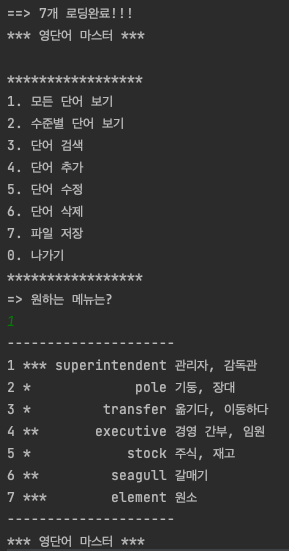 ==> 7개 로딩완료!!!
*** 영단어 마스터 ***

*****************
1. 모든 단어 보기
2. 수준별 단어 보기
3. 단어 검색
4. 단어 추가
5. 단어 수정
6. 단어 삭제
7. 파일 저장
0. 나가기
*****************
=> 원하는 메뉴는?
1
---------------------
1 *** superintendent 관리자, 감독관
2 *             pole 기둥, 장대
3 *         transfer 옮기다, 이동하다
4 **       executive 경영 간부, 임원
5 *            stock 주식, 재고
6 **         seagull 갈매기
7 ***        element 원소
---------------------
*** 영단어 마스터 ***